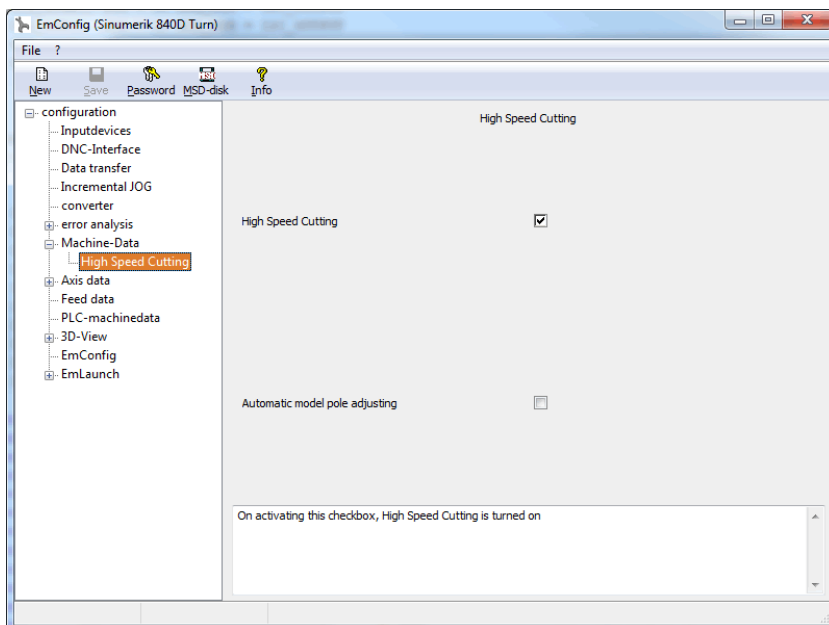 EmConfig (Sinumerik 840D Turn)
File ?
New Save Password MSD-disk Info
configuration
Inputdevices
DNC-Interface
Data transfer
Incremental JOG
converter
error analysis
Machine-Data
High Speed Cutting
Axis data
Feed data
PLC-machinedata
3D-View
EmConfig
EmLaunch
High Speed Cutting
High Speed Cutting
Automatic model pole adjusting
On activating this checkbox, High Speed Cutting is turned on